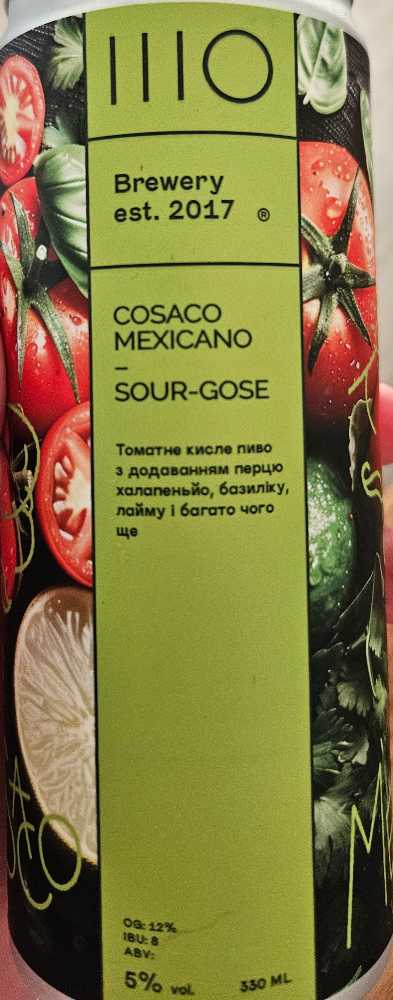 IIIO
Brewery
est. 2017 ®
COSACO
MEXICANO
–
SOUR-GOSE
Томатне кисле пиво
з додаванням перцю
халапеньйо, базиліку,
лайму і багато чого
ще
OG: 12%
IBU: 8
ABV:
5% vol. 330 ML